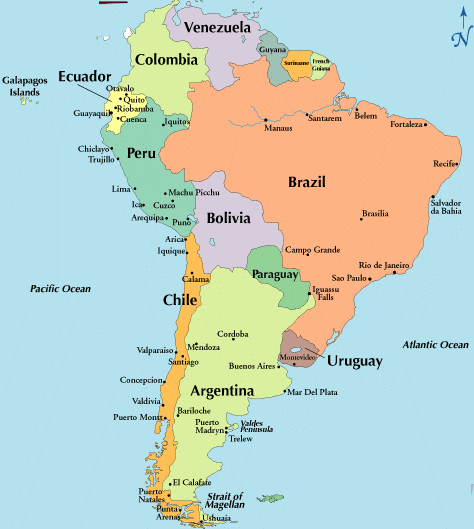 N
Venezuela
Guyana
Suriname
French
Guiana
Colombia
Galapagos
Islands
Ecuador
Otavalo
Quito
Riobamba
Guayaquil
Cuenca
Iquitos
Manaus
Santarem
Belem
Fortaleza
Chiclayo
Trujillo
Peru
Recife
Brazil
Lima
Machu Picchu
Cuzco
Ica
Arequipa
Puno
Bolivia
Salvador
da Bahia
Brasilia
Arica
Iquique
Campo Grande
Calama
Paraguay
Rio de Janeiro
Sao Paulo
Iguassu
Falls
Pacific Ocean
Chile
Cordoba
Mendoza
Valparaiso
Santiago
Montevideo
Uruguay
Atlantic Ocean
Buenos Aires
Concepcion
Argentina
Mar Del Plata
Valdivia
Bariloche
Puerto Montt
Puerto
Madryn
Valdes
Peninsula
Trelew
El Calafate
Puerto
Natales
Strait of
Magellan
Punta
Arenas
Ushuaia